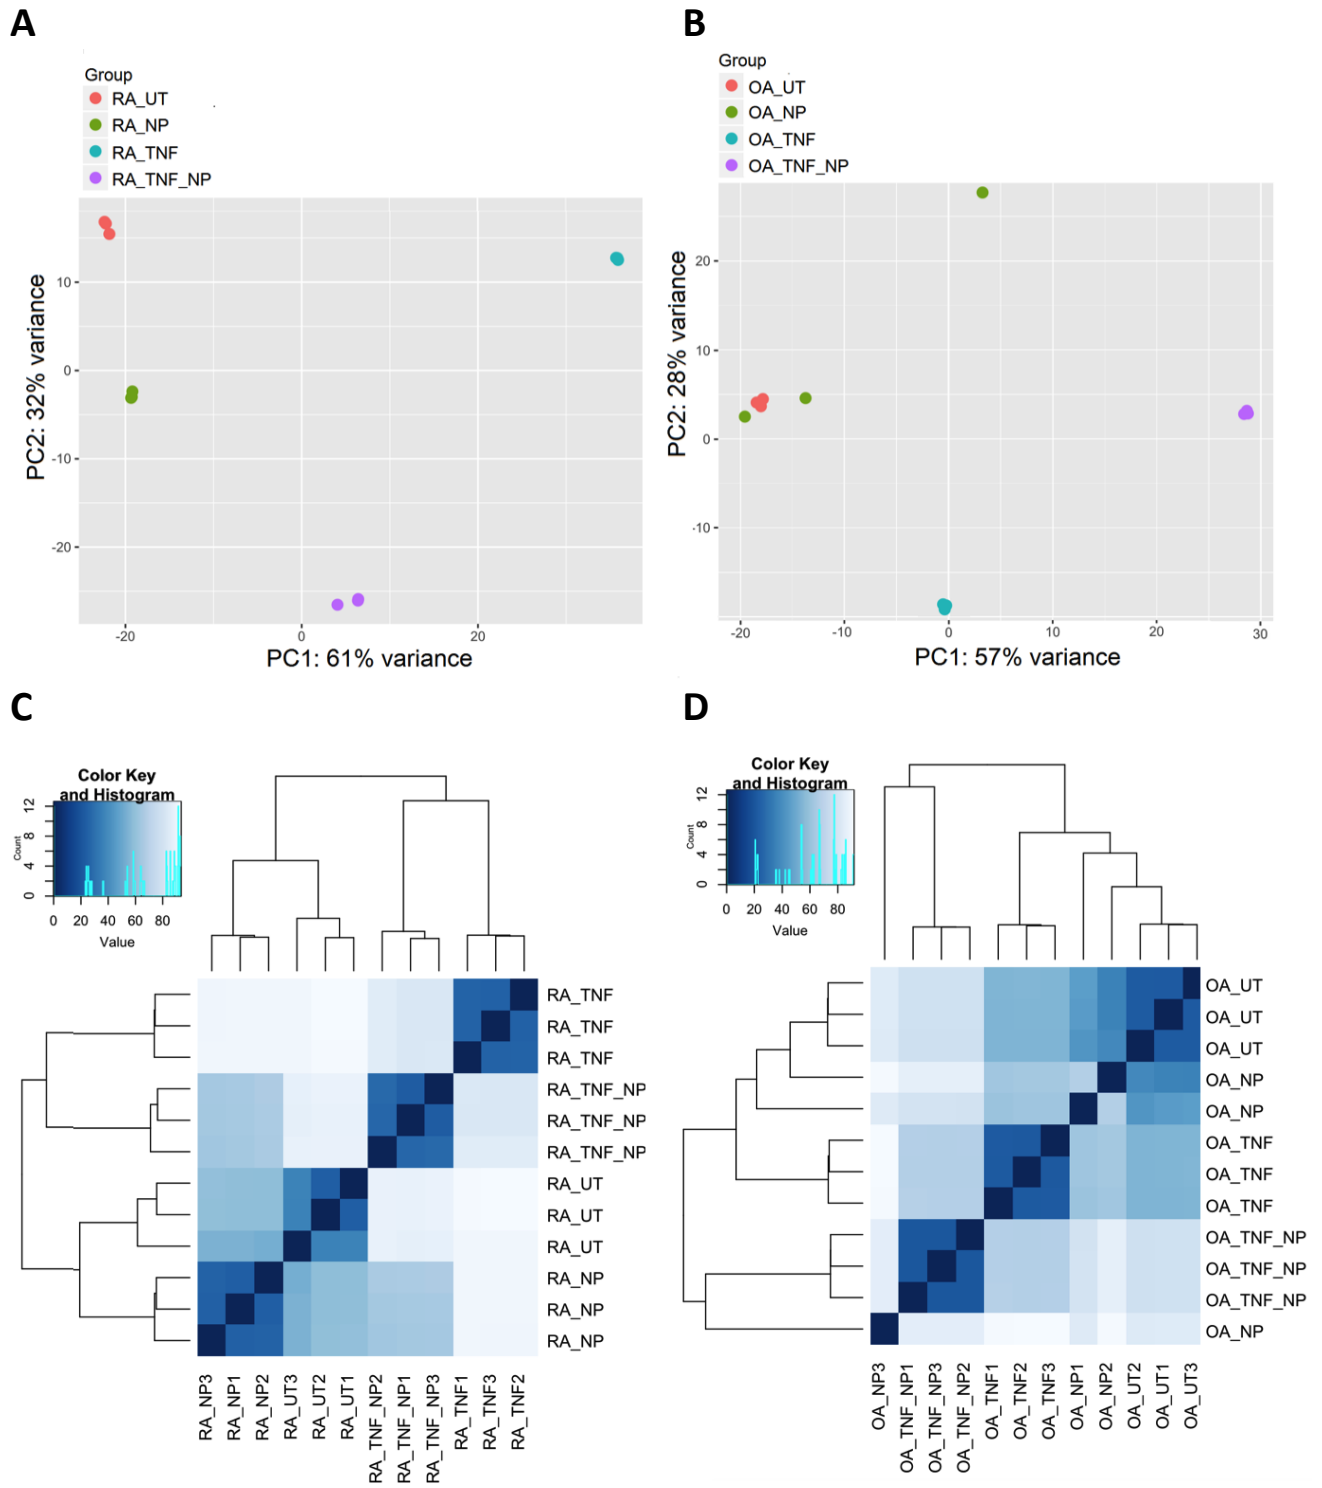 A
Group
RA_UT
RA_NP
RA_TNF
RA_TNF_NP
10
0
-10
-20
PC2: 32% variance
-20
0
20
PC1: 61% variance
B
Group
OA_UT
OA_NP
OA_TNF
OA_TNF_NP
20
10
0
-10
PC2: 28% variance
-20
-10
0
10
20
30
PC1: 57% variance
C
Color Key
and Histogram
Count
0 4 8 12
0 20 40 60 80
Value
RA_TNF
RA_TNF
RA_TNF
RA_TNF_NP
RA_TNF_NP
RA_TNF_NP
RA_UT
RA_UT
RA_UT
RA_NP
RA_NP
RA_NP
RA_NP3
RA_NP1
RA_NP2
RA_UT3
RA_UT2
RA_UT1
RA_TNF_NP2
RA_TNF_NP1
RA_TNF_NP3
RA_TNF1
RA_TNF3
RA_TNF2
D
Color Key
and Histogram
Count
0 4 8 12
0 20 40 60 80
Value
OA_UT
OA_UT
OA_UT
OA_NP
OA_NP
OA_TNF
OA_TNF
OA_TNF
OA_TNF_NP
OA_TNF_NP
OA_TNF_NP
OA_NP
OA_NP3
OA_TNF_NP1
OA_TNF_NP3
OA_TNF_NP2
OA_TNF1
OA_TNF2
OA_TNF3
OA_NP1
OA_NP2
OA_UT2
OA_UT1
OA_UT3